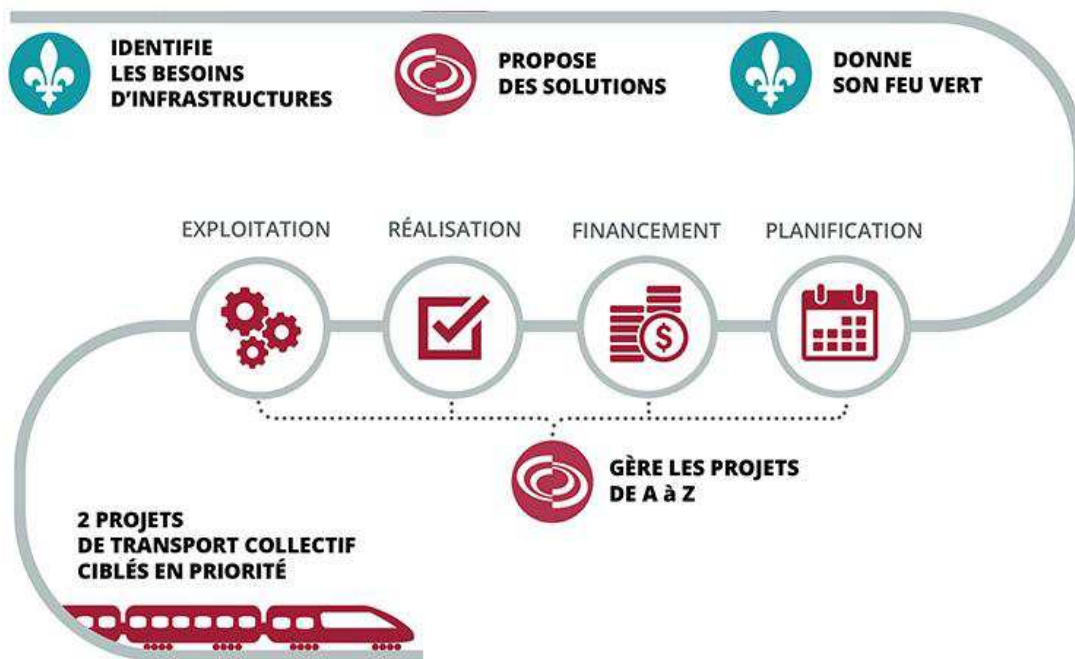 IDENTIFIE
LES BESOINS
D'INFRASTRUCTURES
PROPOSE
DES SOLUTIONS
DONNE
SON FEU VERT
EXPLOITATION
RÉALISATION
FINANCEMENT
PLANIFICATION
$
GÈRE LES PROJETS
DE A à Z
2 PROJETS
DE TRANSPORT COLLECTIF
CIBLÉS EN PRIORITÉ